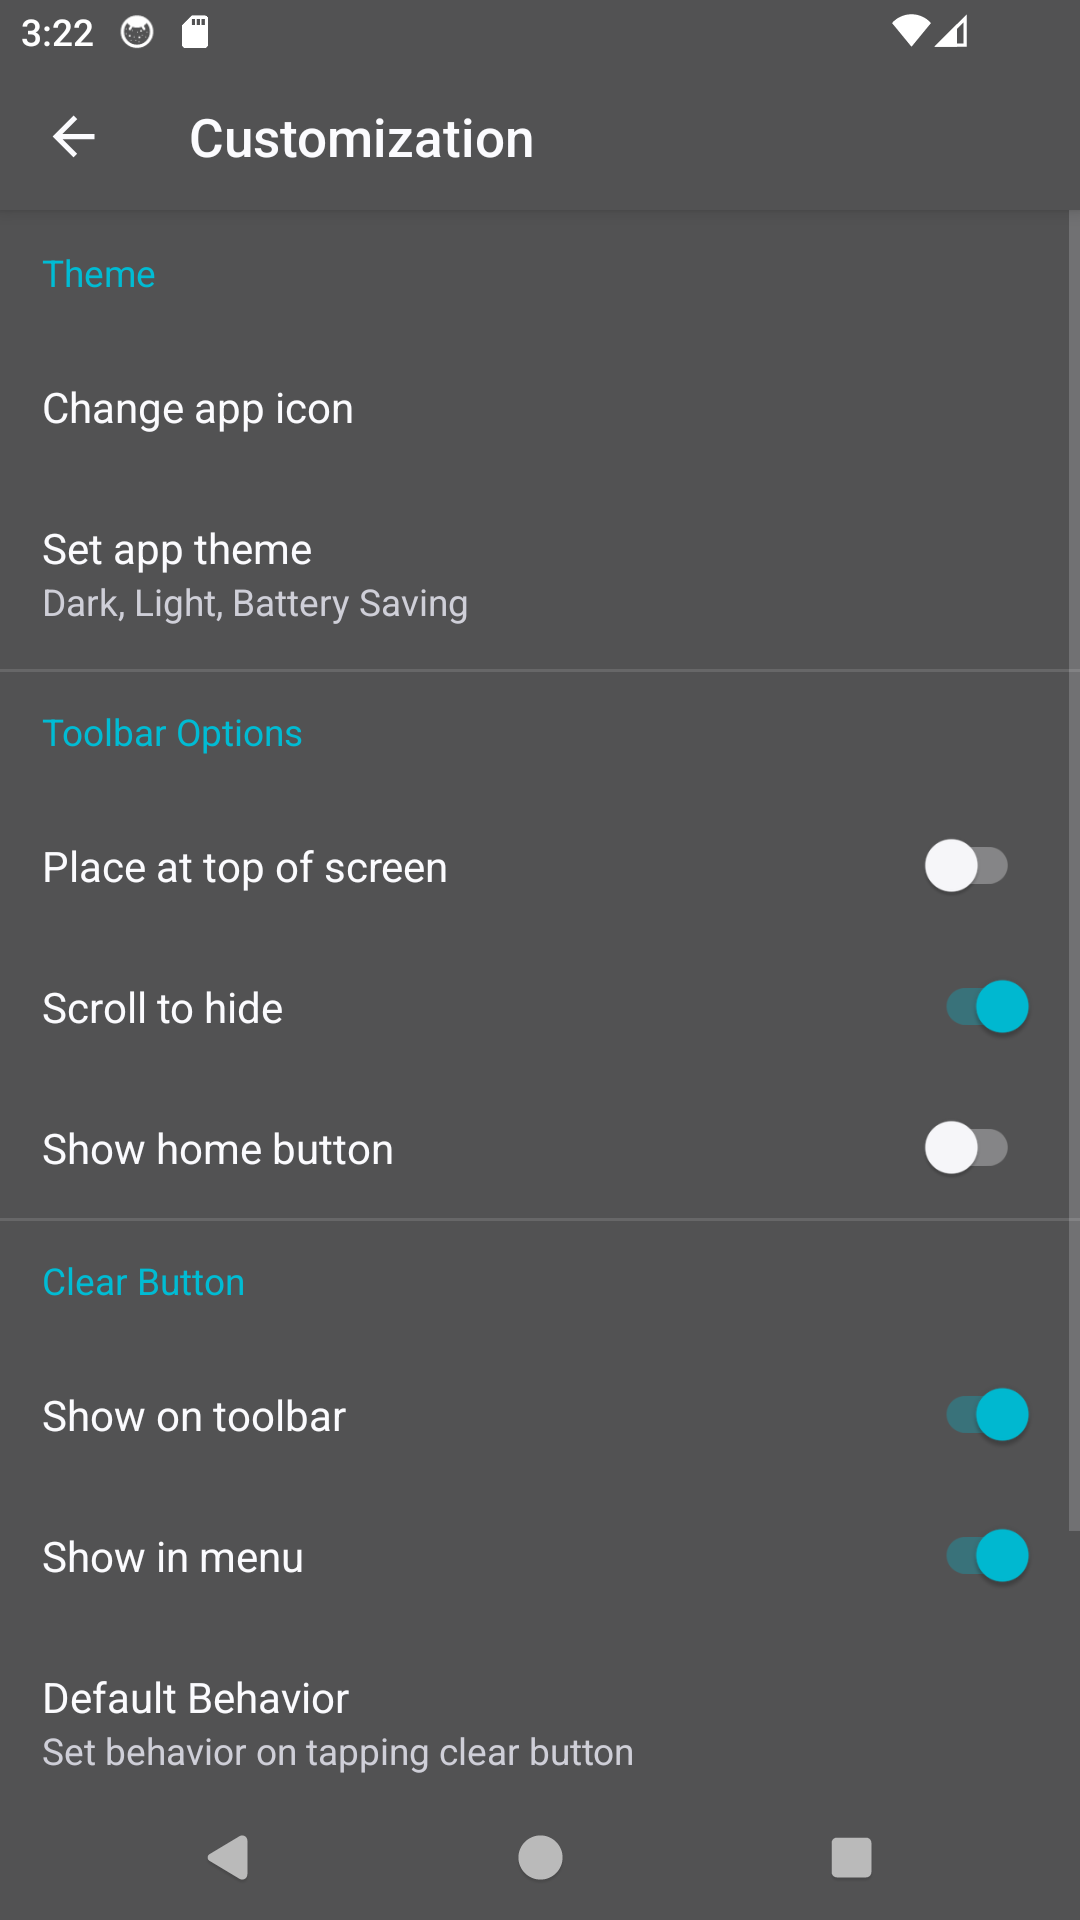 3:22
Customization
Theme
Change app icon
Set app theme
Dark, Light, Battery Saving
Toolbar Options
Place at top of screen
Scroll to hide
Show home button
Clear Button
Show on toolbar
Show in menu
Default Behavior
Set behavior on tapping clear button